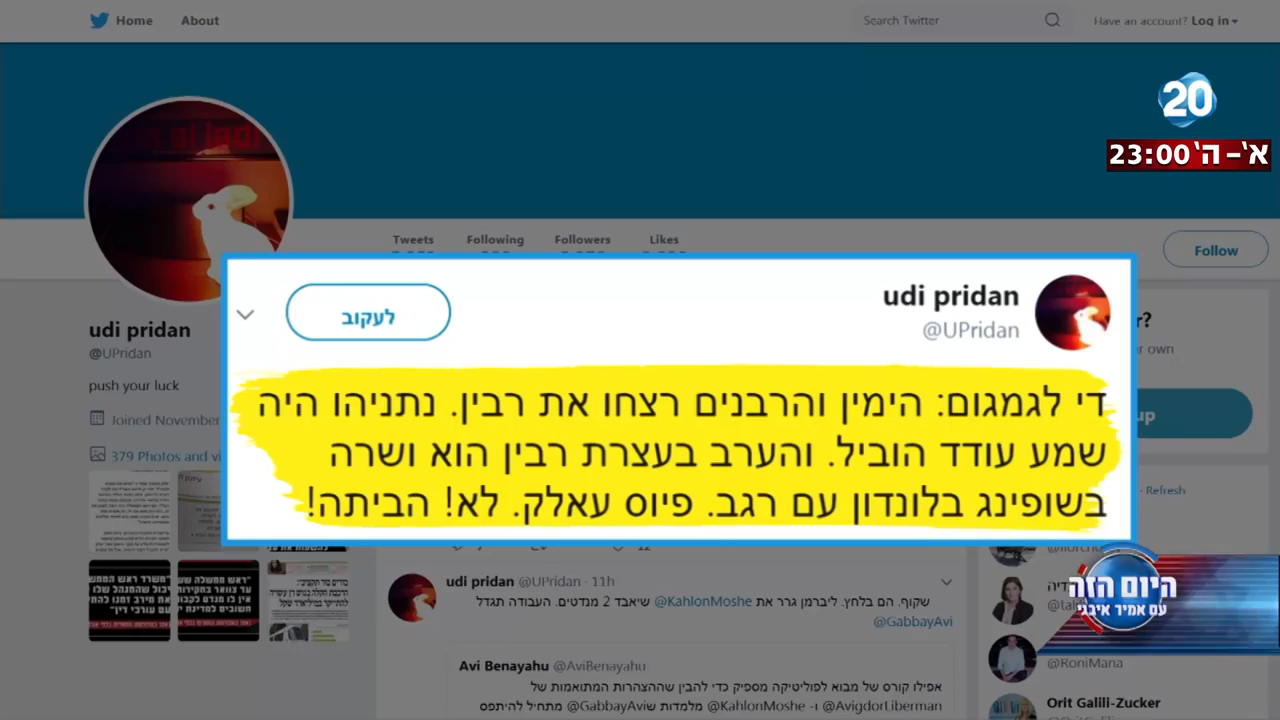 Home About Search Twitter Have an account? Log in
20
א'-ה' 23:00
Tweets Following Followers Likes
Follow
udi pridan
@UPridan
push your luck
Joined November
379 Photos and vi
udi pridan
@UPridan
לעקוב
די לגמגום: הימין והרבנים רצחו את רבין. נתניהו היה
שמע עודד הוביל. והערב בעצרת רבין הוא ושרה
בשופינג בלונדון עם רגב. פיוס עאלק. לא! הביתה!
r?
r own
up
· Refresh
udi pridan @UPridan · 11h
שקוף. הם בלחץ. ליברמן גרר את @KahlonMoshe שיאבד 2 מנדטים. העבודה תגדל
@GabbayAvi
Avi Benayahu @AviBenayahu
אפילו קורס של מבוא לפוליטיקה מספיק כדי להבין שההצהרות המתואמות של
@AvigdorLiberman ו- @KahlonMoshe מלמדות ש@GabbayAvi מתחיל להיתפס
היום הזה
עם אמיר איבגי
@RoniMana
Orit Galili-Zucker